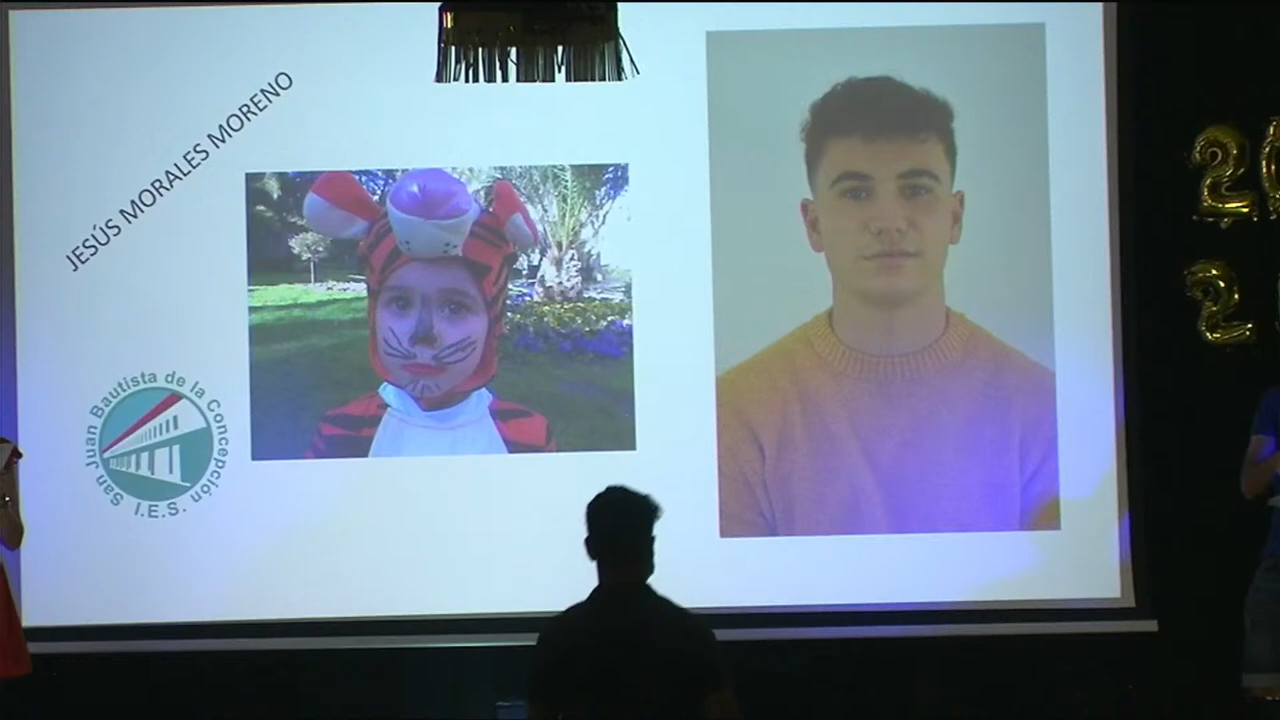 JESÚS MORALES MORENO
San Juan Bautista de la Concepción
I.E.S.
20
2